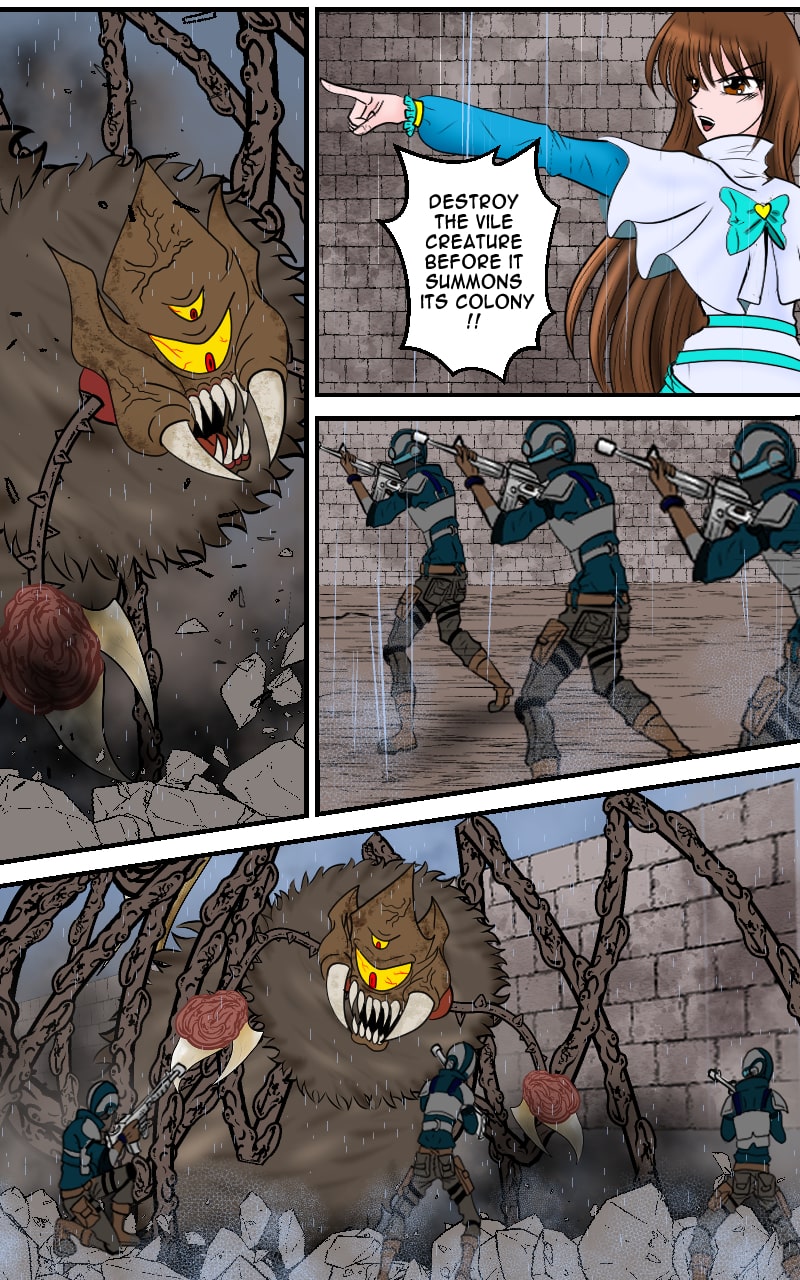 DESTROY
THE VILE
CREATURE
BEFORE IT
SUMMONS
ITS COLONY
!!